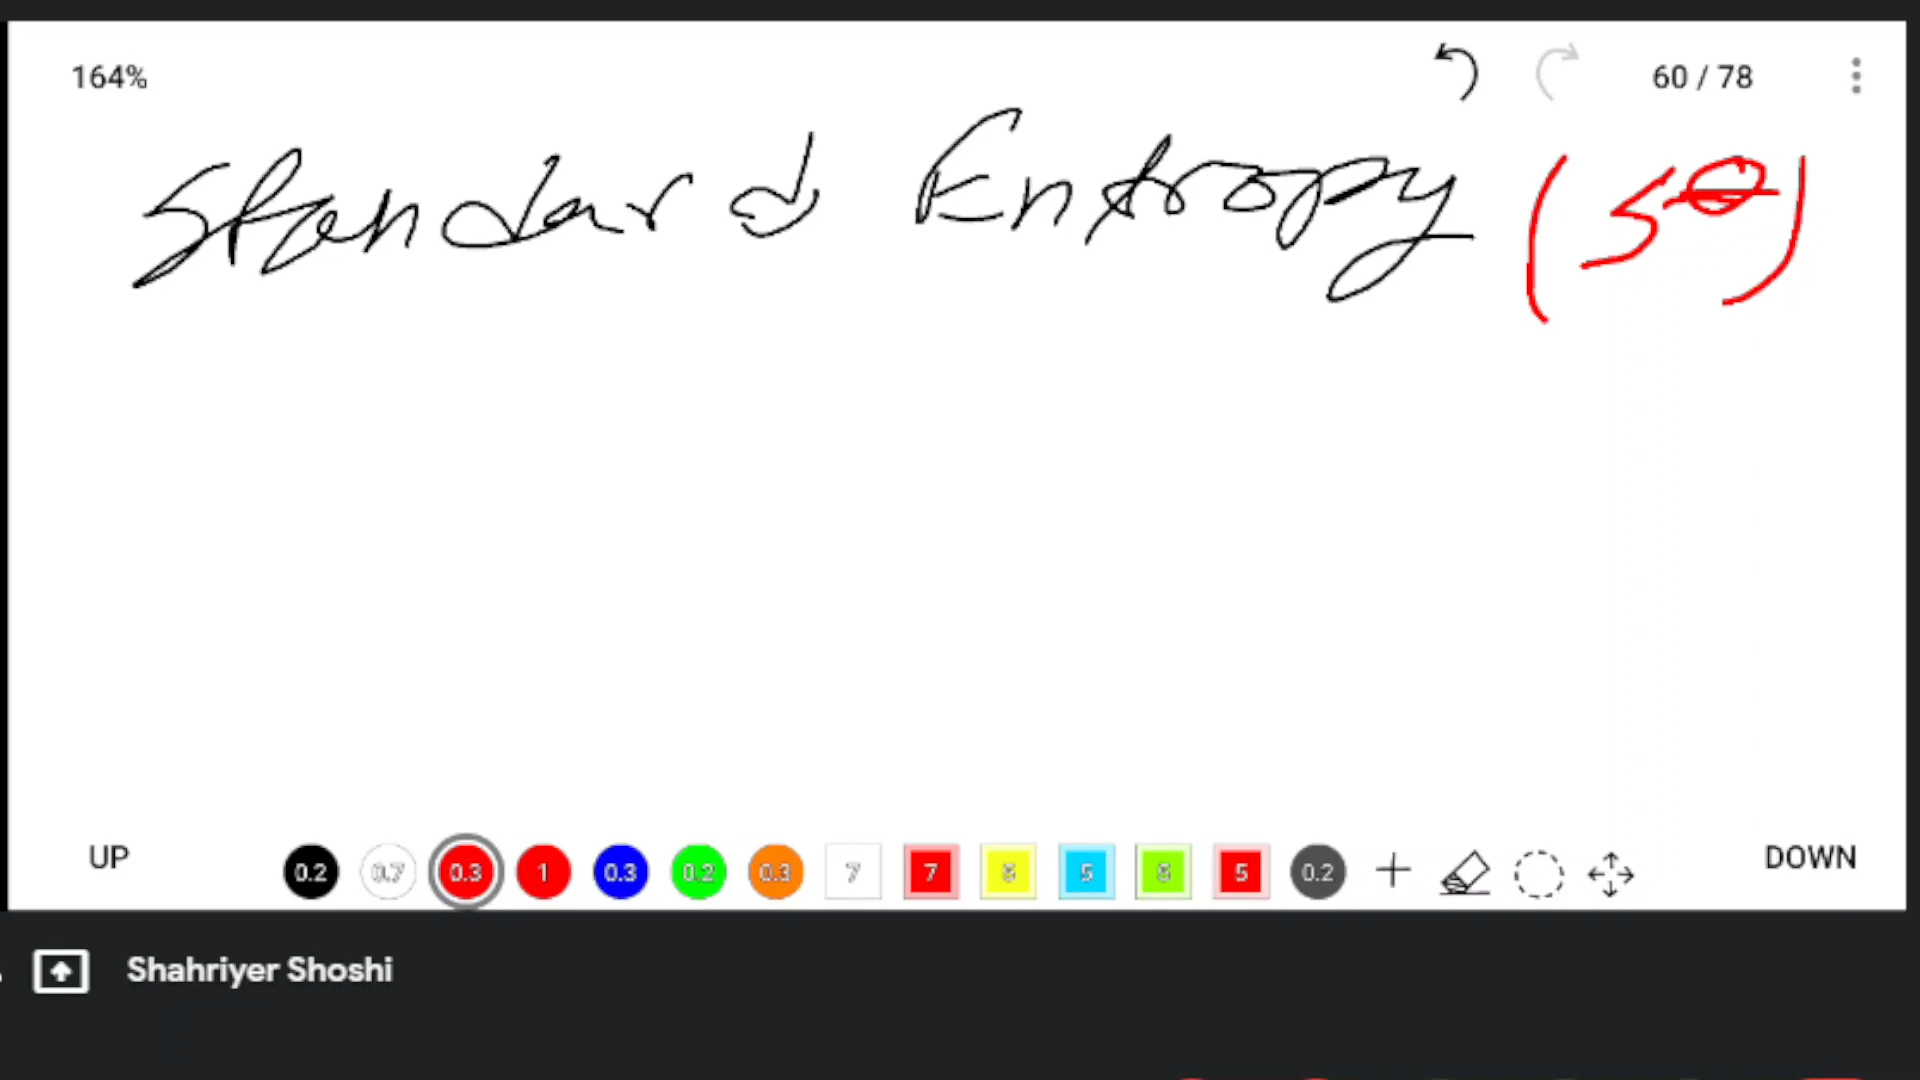 164% 60 / 78
Standard Entropy (S⦵)
UP 0.2 0.7 0.3 1 0.3 0.2 0.3 7 7 8 5 8 5 0.2 DOWN
Shahriyer Shoshi